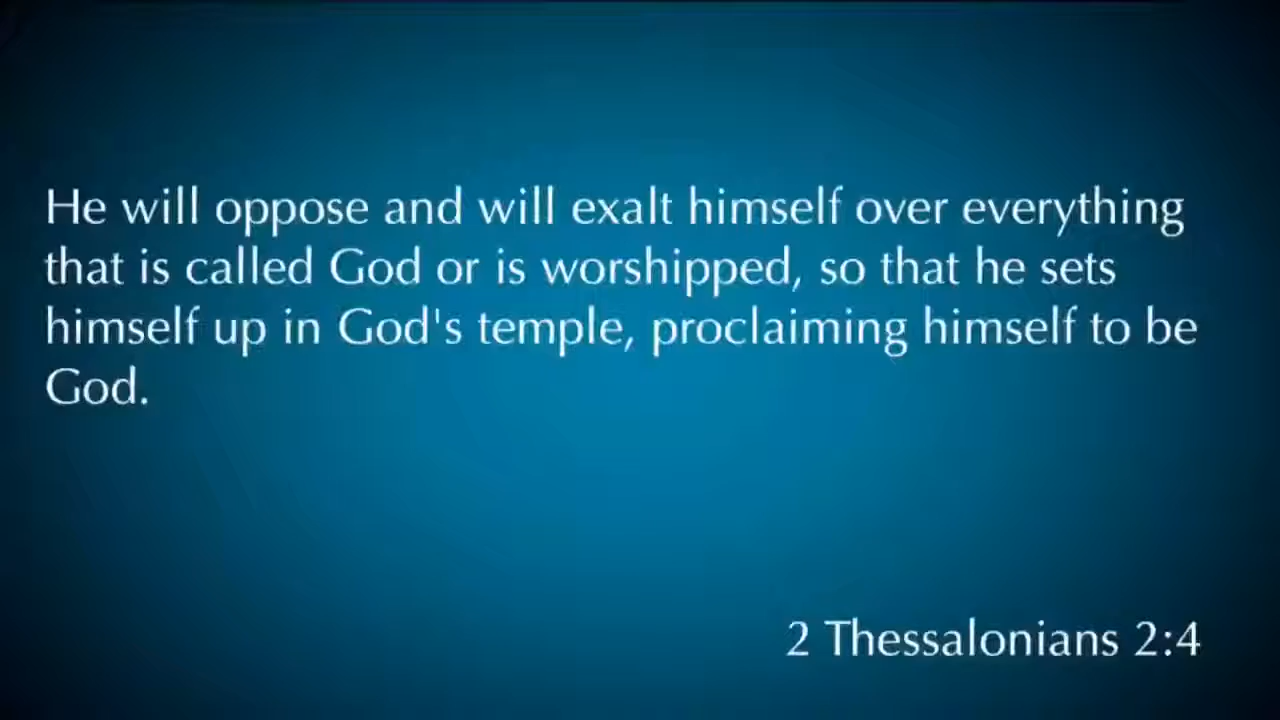 He will oppose and will exalt himself over everything
that is called God or is worshipped, so that he sets
himself up in God's temple, proclaiming himself to be
God.
2 Thessalonians 2:4